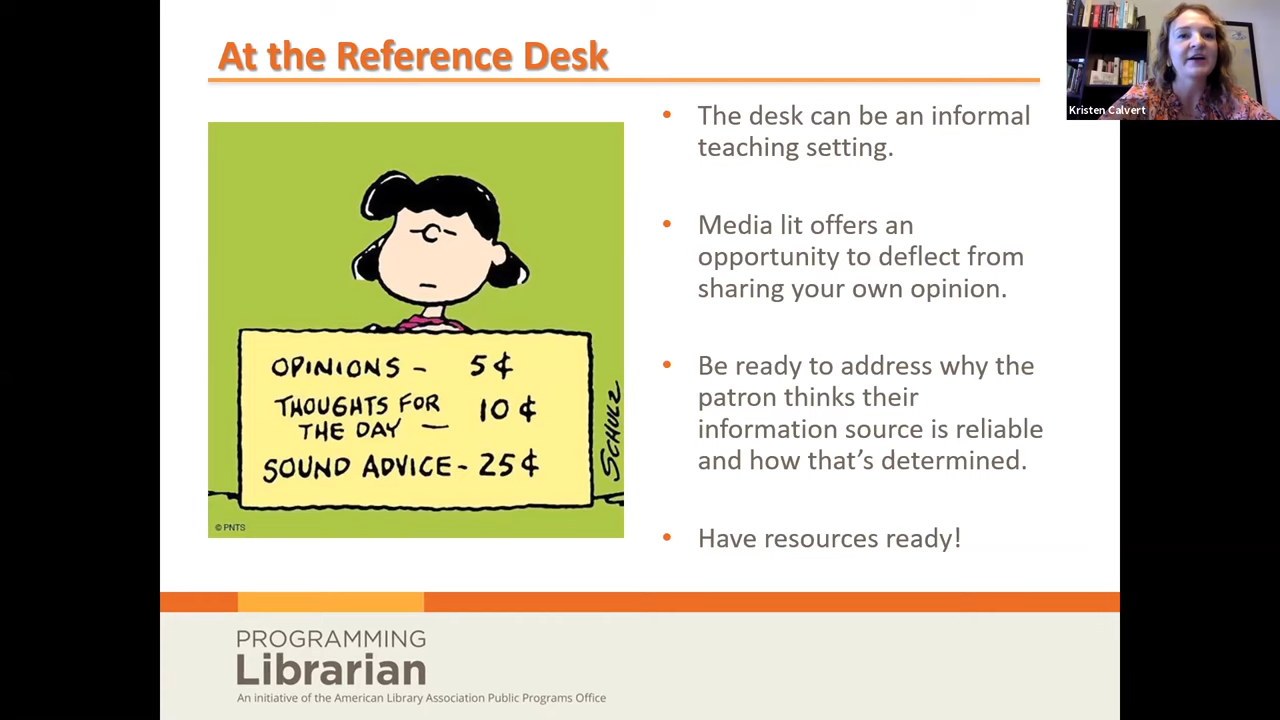 At the Reference Desk
Kristen Calvert
OPINIONS - 5¢
THOUGHTS FOR 10¢
THE DAY —
SOUND ADVICE - 25¢
SCHULZ
© PNTS
• The desk can be an informal
teaching setting.
• Media lit offers an
opportunity to deflect from
sharing your own opinion.
• Be ready to address why the
patron thinks their
information source is reliable
and how that’s determined.
• Have resources ready!
PROGRAMMING
Librarian
An initiative of the American Library Association Public Programs Office